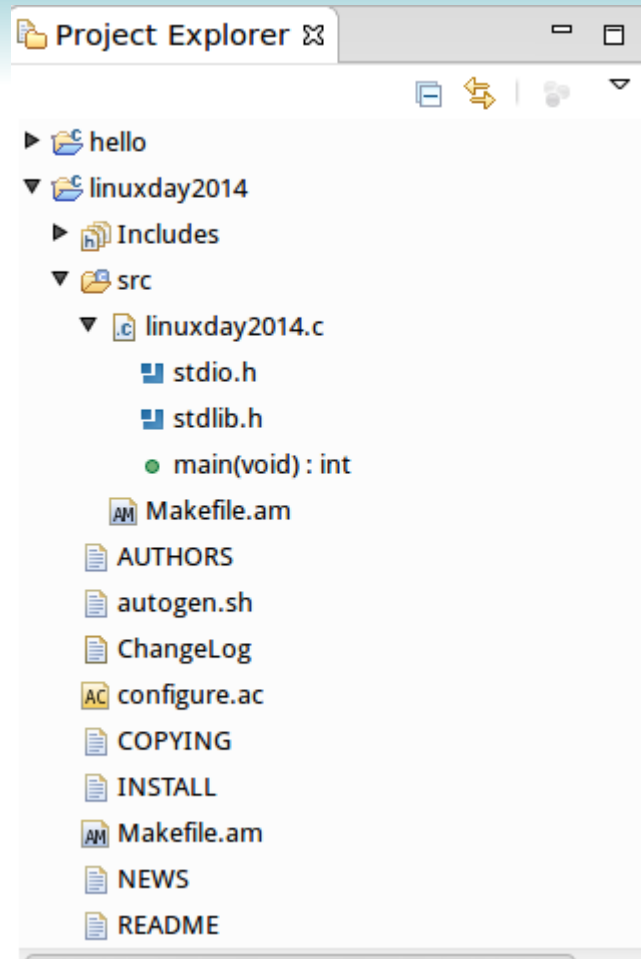 Project Explorer
hello
linuxday2014
Includes
src
linuxday2014.c
stdio.h
stdlib.h
main(void) : int
Makefile.am
AUTHORS
autogen.sh
ChangeLog
configure.ac
COPYING
INSTALL
Makefile.am
NEWS
README